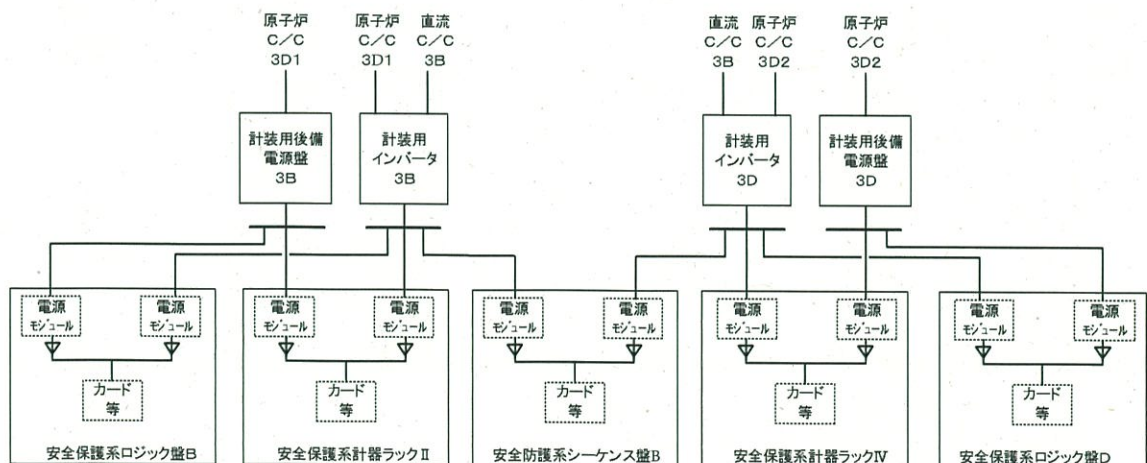 原子炉
C/C
3D1
原子炉
C/C
3D1
直流
C/C
3B
直流
C/C
3B
原子炉
C/C
3D2
原子炉
C/C
3D2
計装用後備
電源盤
3B
計装用
インバータ
3B
計装用
インバータ
3D
計装用後備
電源盤
3D
電源
モジュール
電源
モジュール
カード
等
安全保護系ロジック盤B
電源
モジュール
電源
モジュール
カード
等
安全保護系計器ラックⅡ
電源
モジュール
電源
モジュール
カード
等
安全防護系シーケンス盤B
電源
モジュール
電源
モジュール
カード
等
安全保護系計器ラックⅣ
電源
モジュール
電源
モジュール
カード
等
安全保護系ロジック盤D